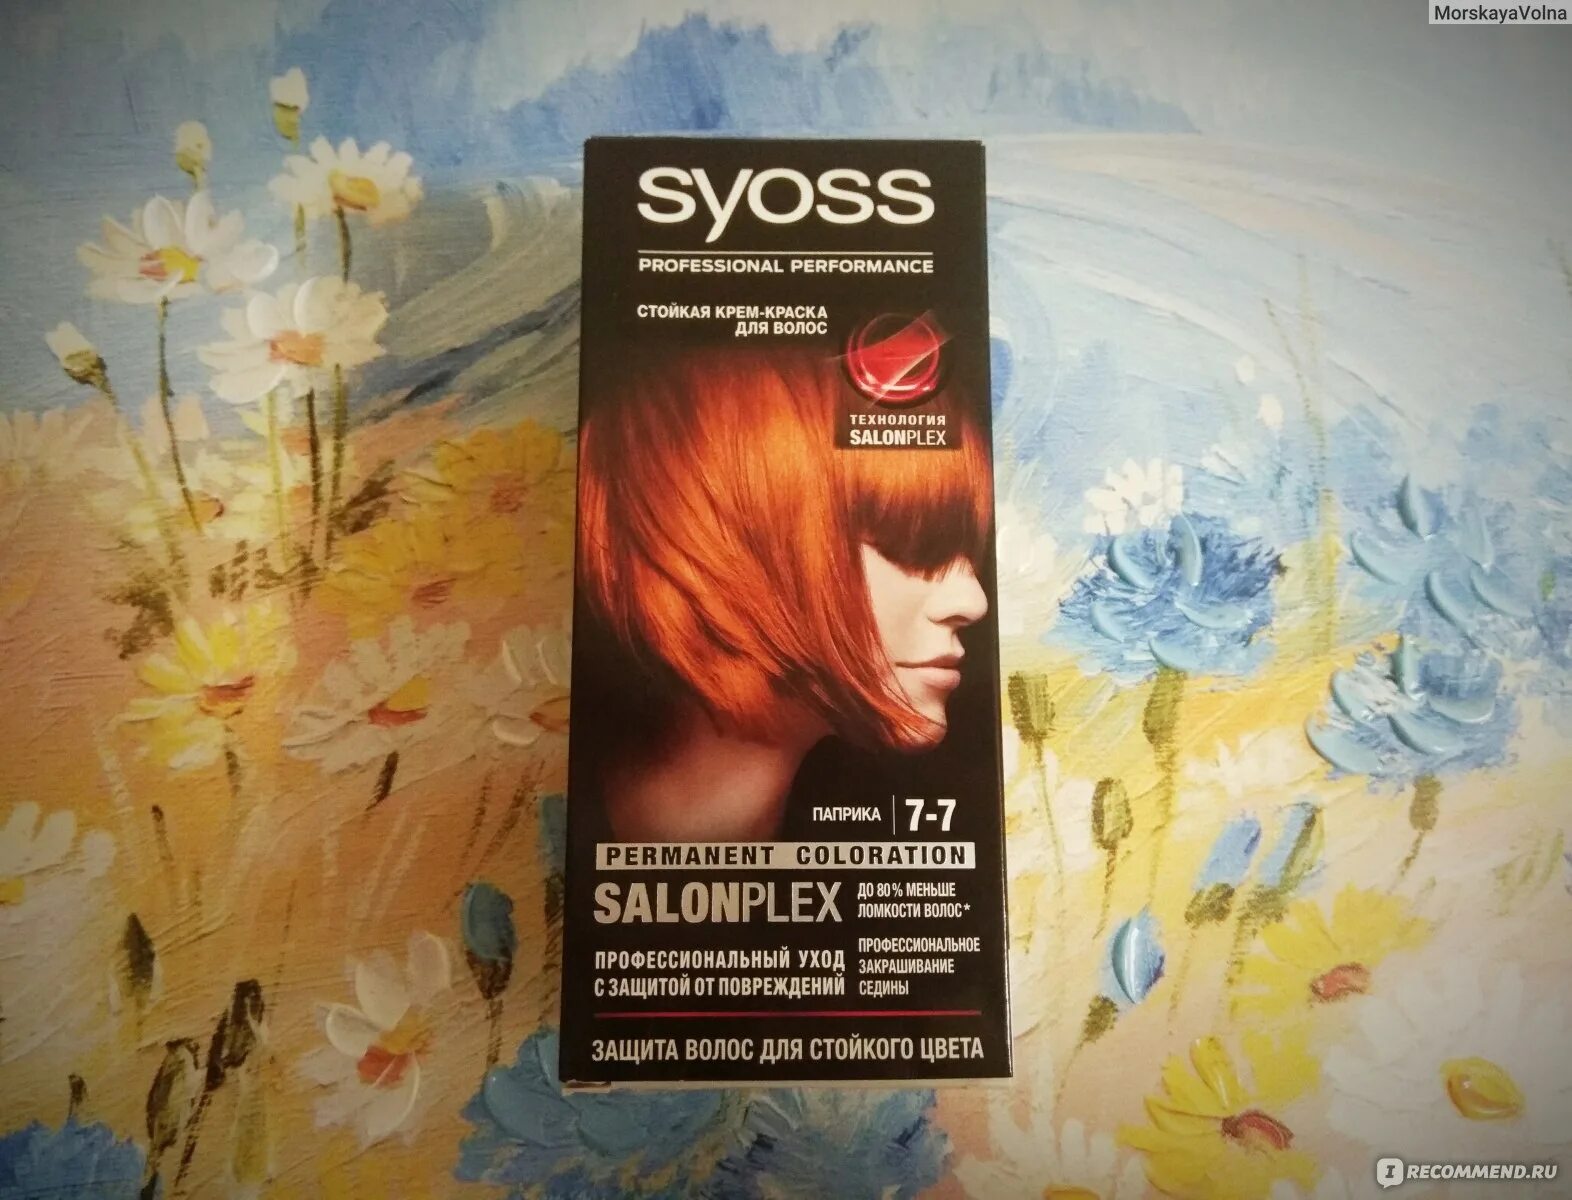 MorskayaVolna
syoss
PROFESSIONAL PERFORMANCE
СТОЙКАЯ КРЕМ-КРАСКА
ДЛЯ ВОЛОС
ТЕХНОЛОГИЯ
SALONPLEX
ПАПРИКА 7-7
PERMANENT COLORATION
SALONPLEX
ДО 80% МЕНЬШЕ
ЛОМКОСТИ ВОЛОС*
ПРОФЕССИОНАЛЬНЫЙ УХОД
С ЗАЩИТОЙ ОТ ПОВРЕЖДЕНИЙ
ПРОФЕССИОНАЛЬНОЕ
ЗАКРАШИВАНИЕ
СЕДИНЫ
ЗАЩИТА ВОЛОС ДЛЯ СТОЙКОГО ЦВЕТА
I RECOMMEND.RU